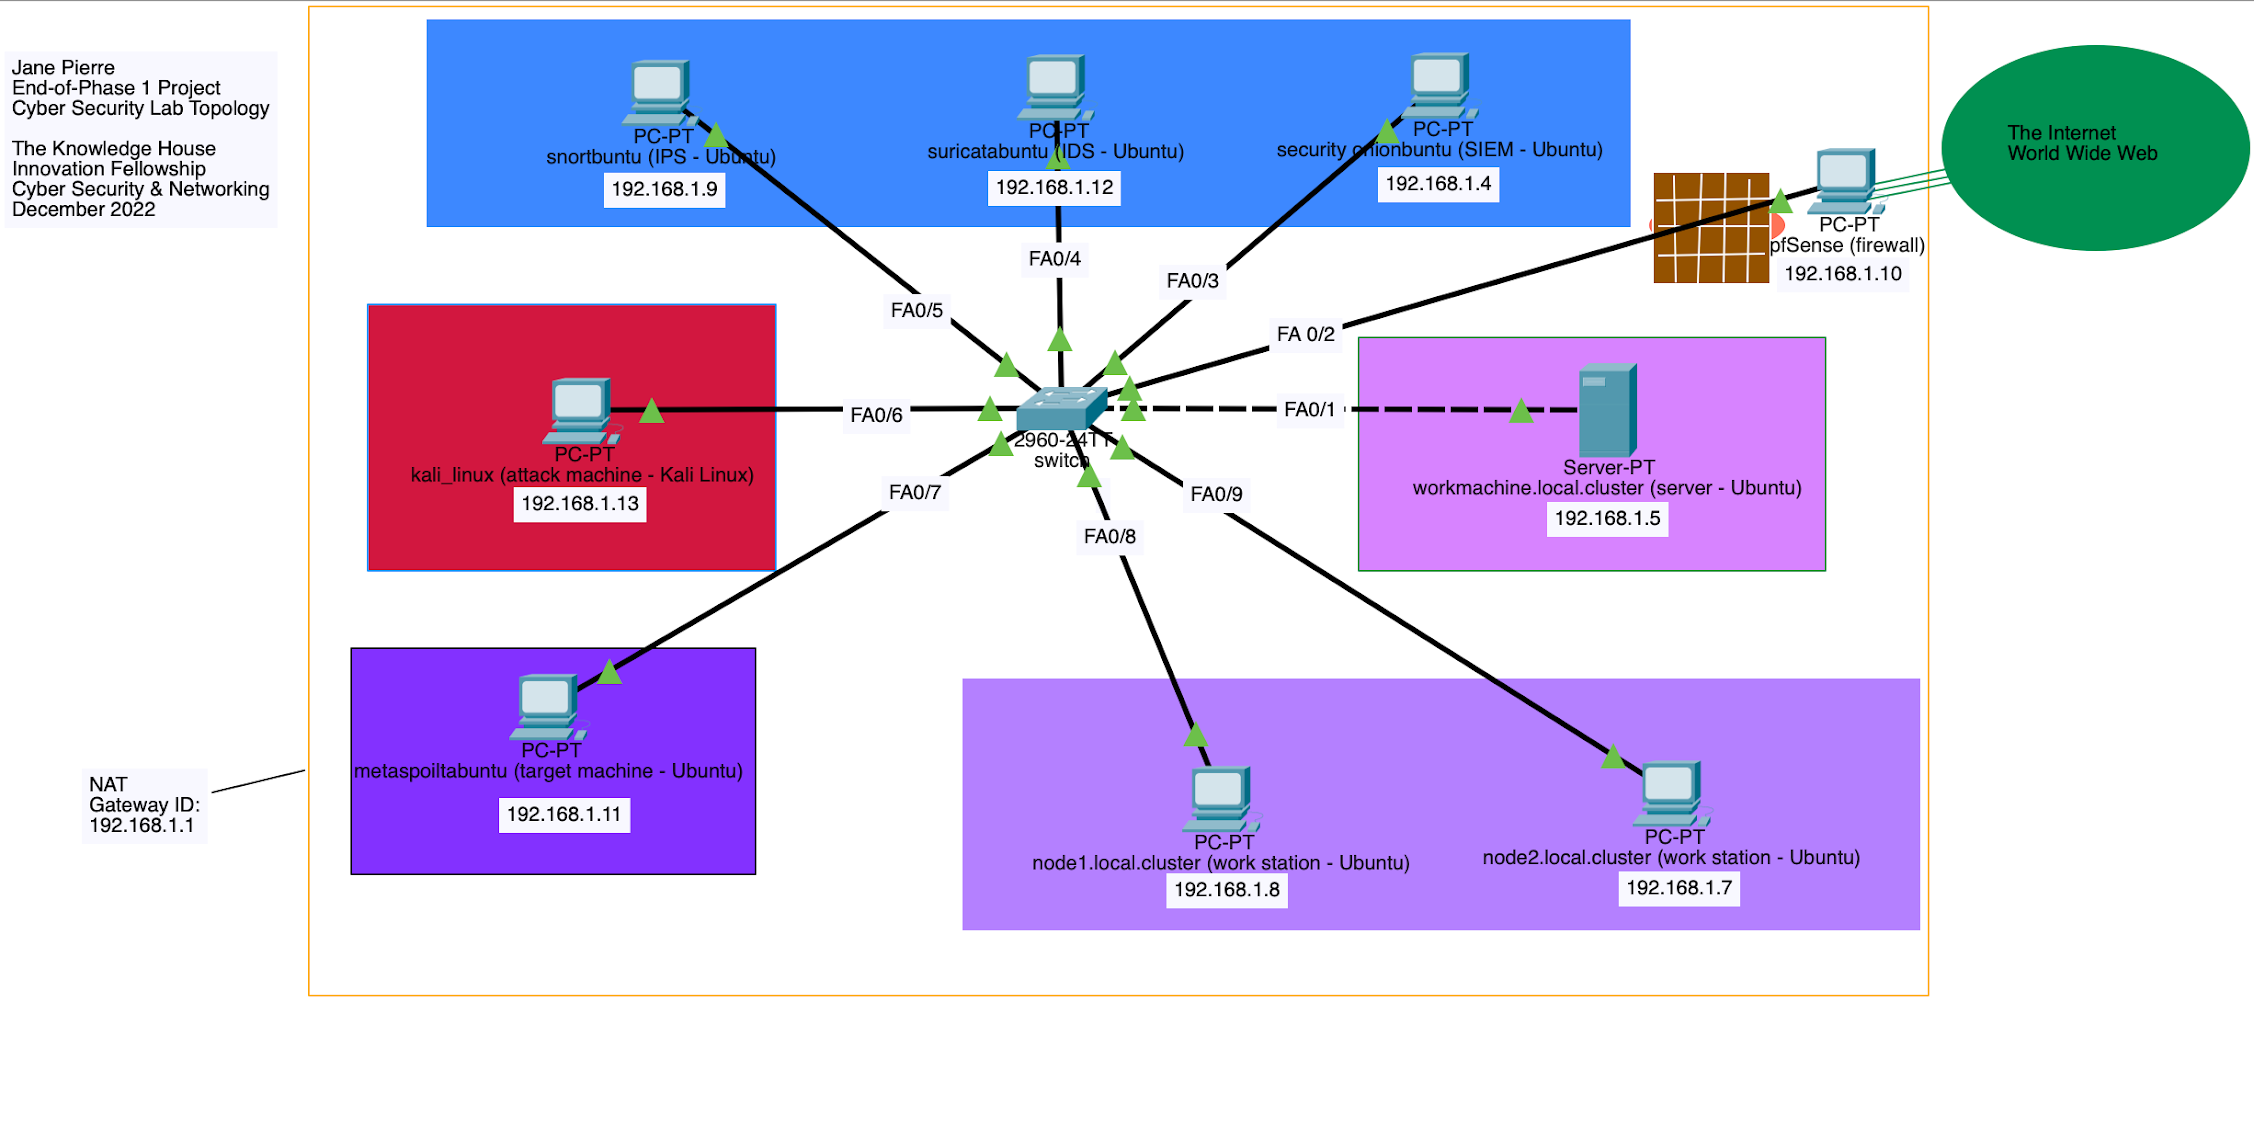 Jane Pierre
End-of-Phase 1 Project
Cyber Security Lab Topology
The Knowledge House
Innovation Fellowship
Cyber Security & Networking
December 2022
PC-PT
snortbuntu (IPS - Ubuntu)
192.168.1.9
PC-PT
suricatabuntu (IDS - Ubuntu)
192.168.1.12
PC-PT
security onionbuntu (SIEM - Ubuntu)
192.168.1.4
The Internet
World Wide Web
PC-PT
pfSense (firewall)
192.168.1.10
FA0/5
FA0/4
FA0/3
FA 0/2
FA0/6
FA0/1
2960-24TT
switch
FA0/7
FA0/8
FA0/9
PC-PT
kali_linux (attack machine - Kali Linux)
192.168.1.13
Server-PT
workmachine.local.cluster (server - Ubuntu)
192.168.1.5
PC-PT
metaspoiltabuntu (target machine - Ubuntu)
192.168.1.11
NAT
Gateway ID:
192.168.1.1
PC-PT
node1.local.cluster (work station - Ubuntu)
192.168.1.8
PC-PT
node2.local.cluster (work station - Ubuntu)
192.168.1.7